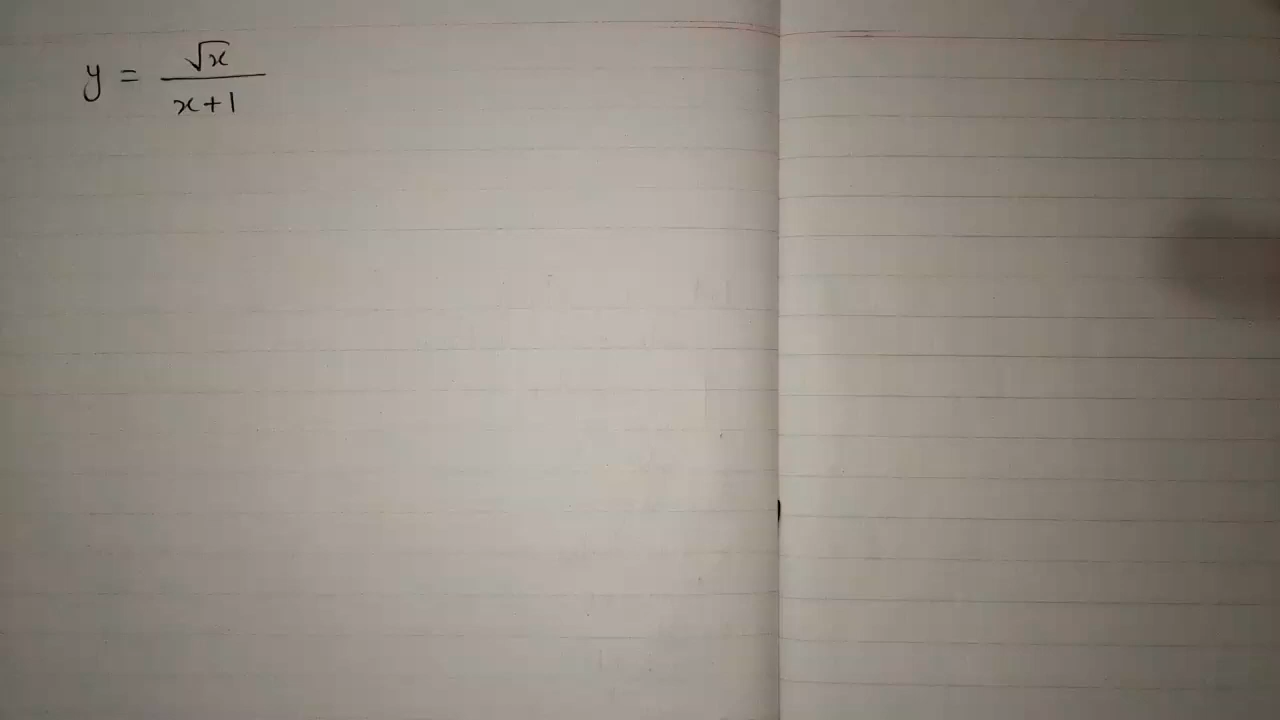 y = √x / (x+1)